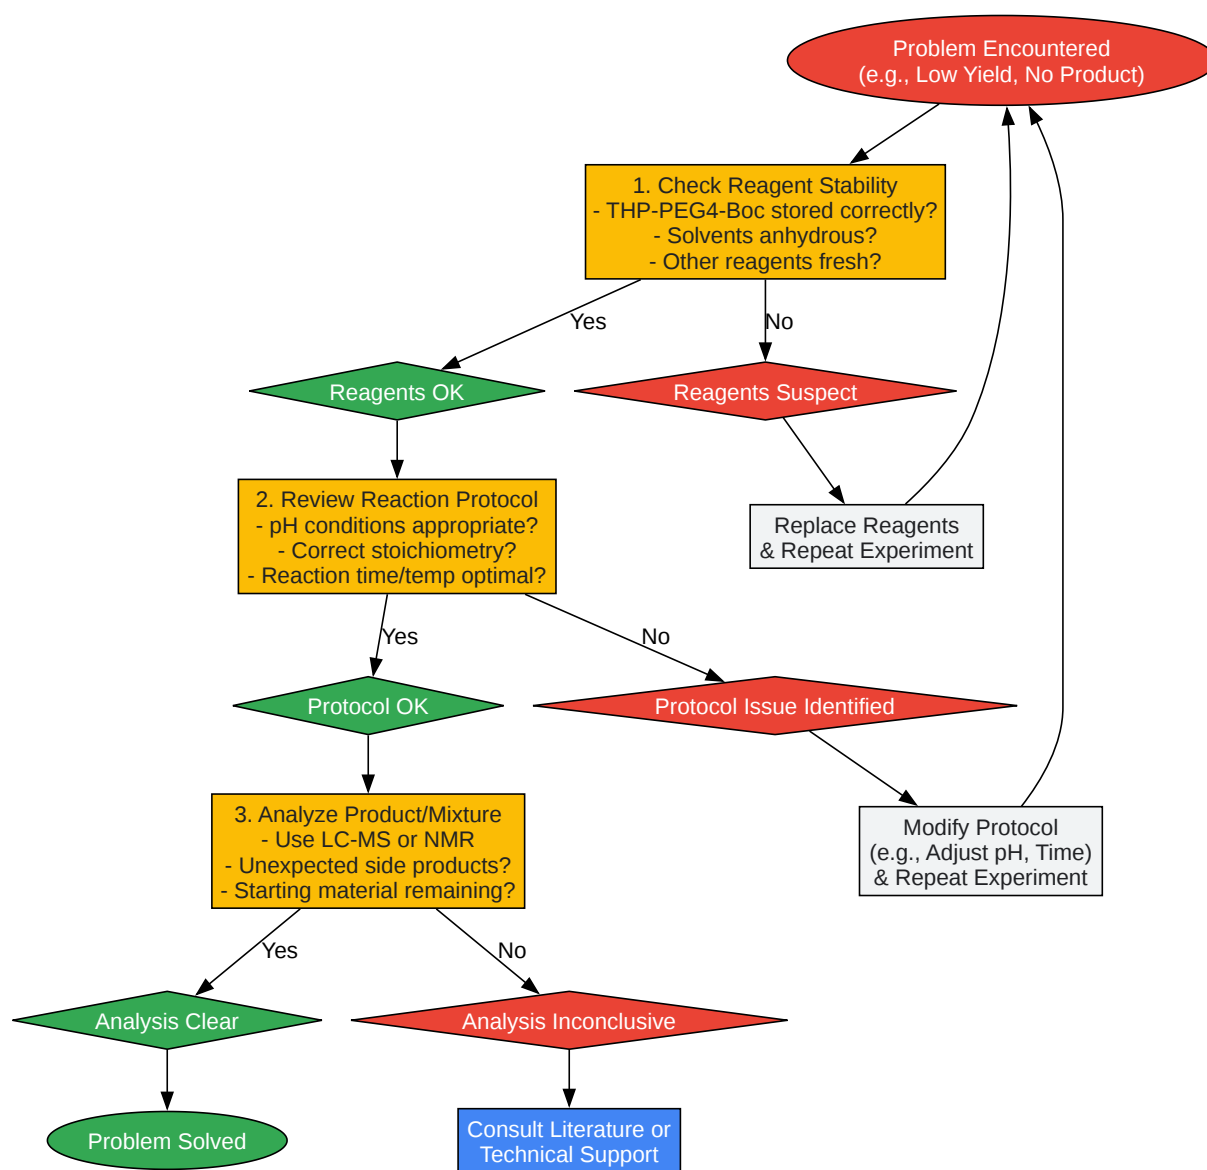 Problem Encountered
(e.g., Low Yield, No Product)
1. Check Reagent Stability
- THP-PEG4-Boc stored correctly?
- Solvents anhydrous?
- Other reagents fresh?
Yes
No
Reagents OK
Reagents Suspect
2. Review Reaction Protocol
- pH conditions appropriate?
- Correct stoichiometry?
- Reaction time/temp optimal?
Replace Reagents
& Repeat Experiment
Yes
No
Protocol OK
Protocol Issue Identified
3. Analyze Product/Mixture
- Use LC-MS or NMR
- Unexpected side products?
- Starting material remaining?
Modify Protocol
(e.g., Adjust pH, Time)
& Repeat Experiment
Yes
No
Analysis Clear
Analysis Inconclusive
Problem Solved
Consult Literature or
Technical Support